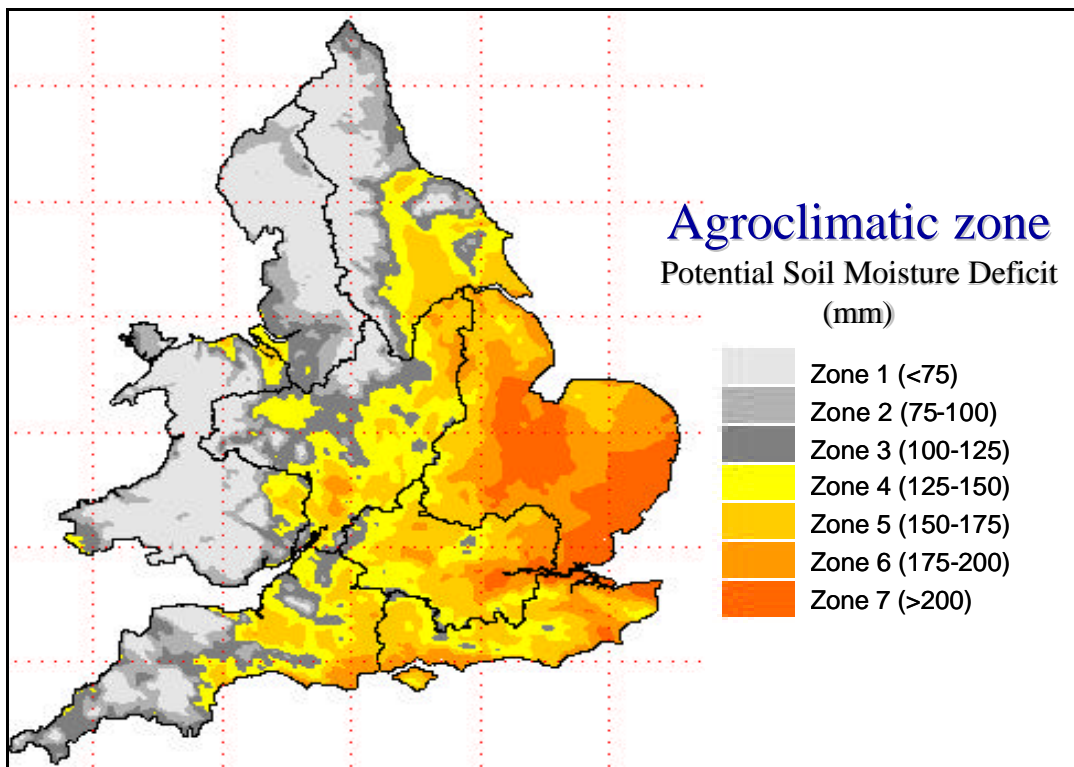 Agroclimatic zone
Potential Soil Moisture Deficit
(mm)
Zone 1 (<75)
Zone 2 (75-100)
Zone 3 (100-125)
Zone 4 (125-150)
Zone 5 (150-175)
Zone 6 (175-200)
Zone 7 (>200)